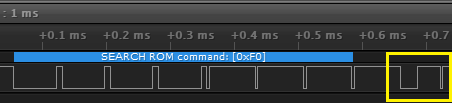 : 1 ms
+0.1 ms +0.2 ms +0.3 ms +0.4 ms +0.5 ms +0.6 ms +0.7
SEARCH ROM command: [0xF0]